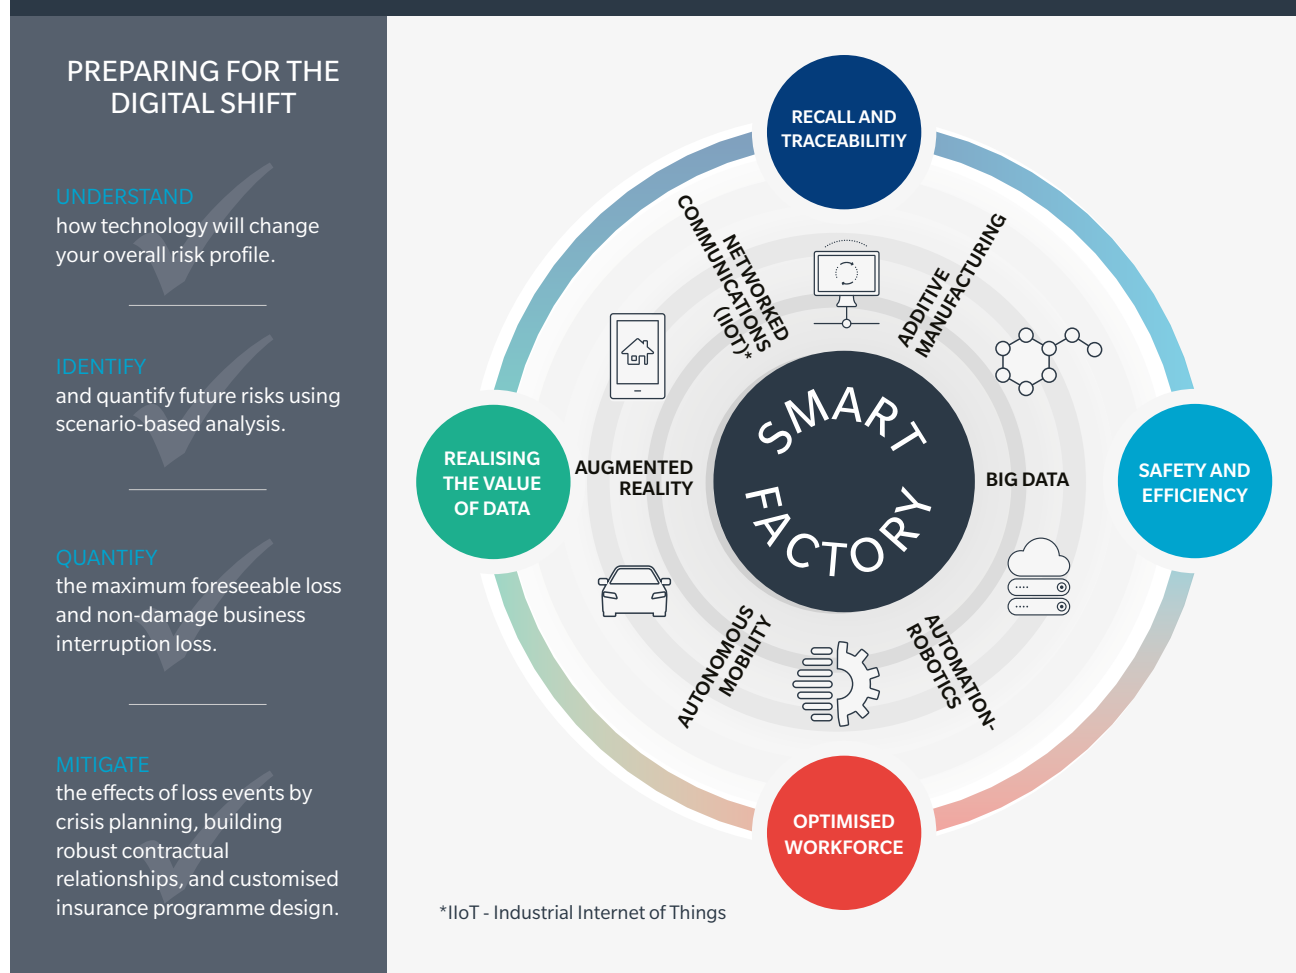 PREPARING FOR THE
DIGITAL SHIFT
UNDERSTAND
how technology will change
your overall risk profile.
IDENTIFY
and quantify future risks using
scenario-based analysis.
QUANTIFY
the maximum foreseeable loss
and non-damage business
interruption loss.
MITIGATE
the effects of loss events by
crisis planning, building
robust contractual
relationships, and customised
insurance programme design.
RECALL AND
TRACEABILITIY
NETWORKED
COMMUNICATIONS
(IIOT)*
ADDITIVE
MANUFACTURING
SMART
FACTORY
REALISING
THE VALUE
OF DATA
AUGMENTED
REALITY
BIG DATA
SAFETY AND
EFFICIENCY
AUTONOMOUS
MOBILITY
AUTOMATION-
ROBOTICS
OPTIMISED
WORKFORCE
*IIoT - Industrial Internet of Things